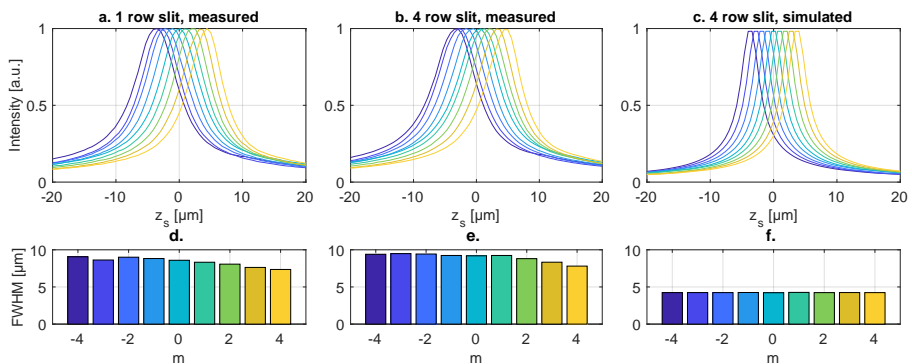 a. 1 row slit, measured
b. 4 row slit, measured
c. 4 row slit, simulated
Intensity [a.u.]
1
0.5
0
-20 -10 0 10 20
z_s [μm]
1
0.5
0
-20 -10 0 10 20
z_s [μm]
1
0.5
0
-20 -10 0 10 20
z_s [μm]
d.
e.
f.
FWHM [μm]
10
5
0
-4 -2 0 2 4
m
10
5
0
-4 -2 0 2 4
m
10
5
0
-4 -2 0 2 4
m